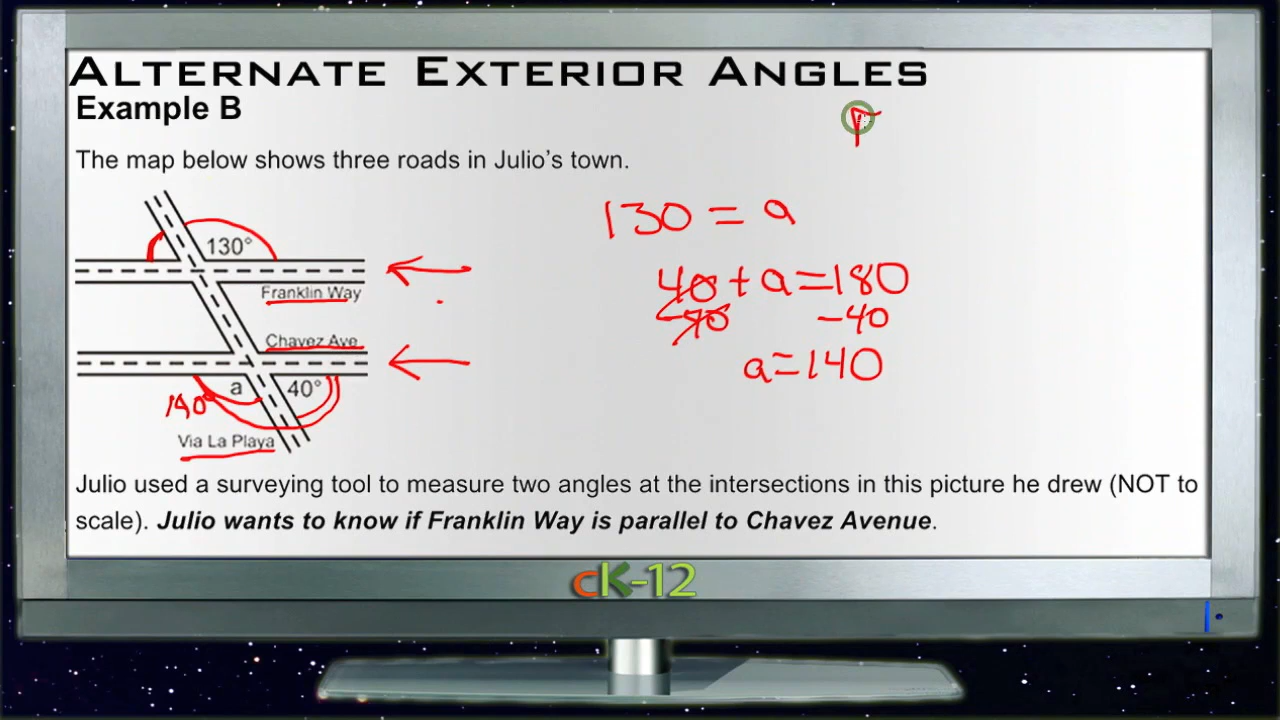 ALTERNATE EXTERIOR ANGLES
Example B
The map below shows three roads in Julio's town.
130°
Franklin Way
Chavez Ave
a
40°
140°
Via La Playa
130 = a
40 + a = 180
-40 -40
a = 140
Julio used a surveying tool to measure two angles at the intersections in this picture he drew (NOT to
scale). Julio wants to know if Franklin Way is parallel to Chavez Avenue.
cK-12